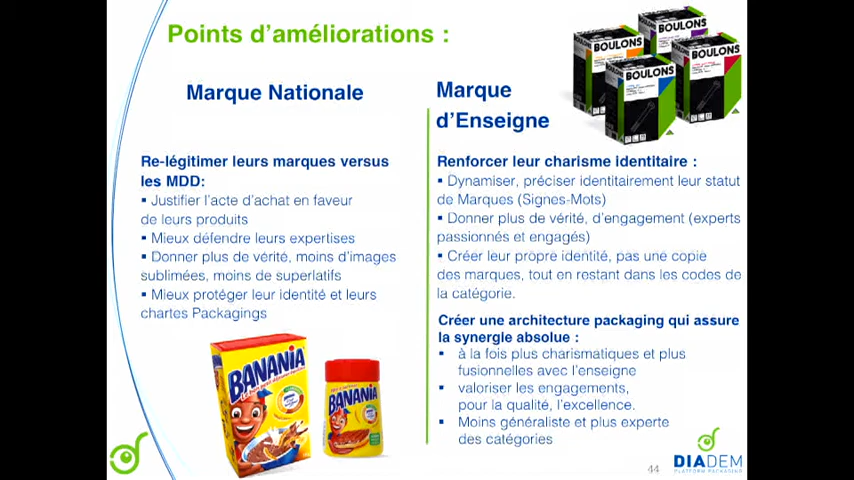 Points d'améliorations :
Marque Nationale
Re-légitimer leurs marques versus
les MDD:
▪ Justifier l'acte d'achat en faveur
de leurs produits
▪ Mieux défendre leurs expertises
▪ Donner plus de vérité, moins d'images
sublimées, moins de superlatifs
▪ Mieux protéger leur identité et leurs
chartes Packagings
BANANIA
BANANIA
Marque
d'Enseigne
BOULONS
BOULONS
BOULONS
BOULONS
Renforcer leur charisme identitaire :
▪ Dynamiser, préciser identitairement leur statut
de Marques (Signes-Mots)
▪ Donner plus de vérité, d'engagement (experts
passionnés et engagés)
▪ Créer leur propre identité, pas une copie
des marques, tout en restant dans les codes de
la catégorie.
Créer une architecture packaging qui assure
la synergie absolue :
▪ à la fois plus charismatiques et plus
fusionnelles avec l'enseigne
▪ valoriser les engagements,
pour la qualité, l'excellence.
▪ Moins généraliste et plus experte
des catégories
44
DIADEM
PLATFORM PACKAGING